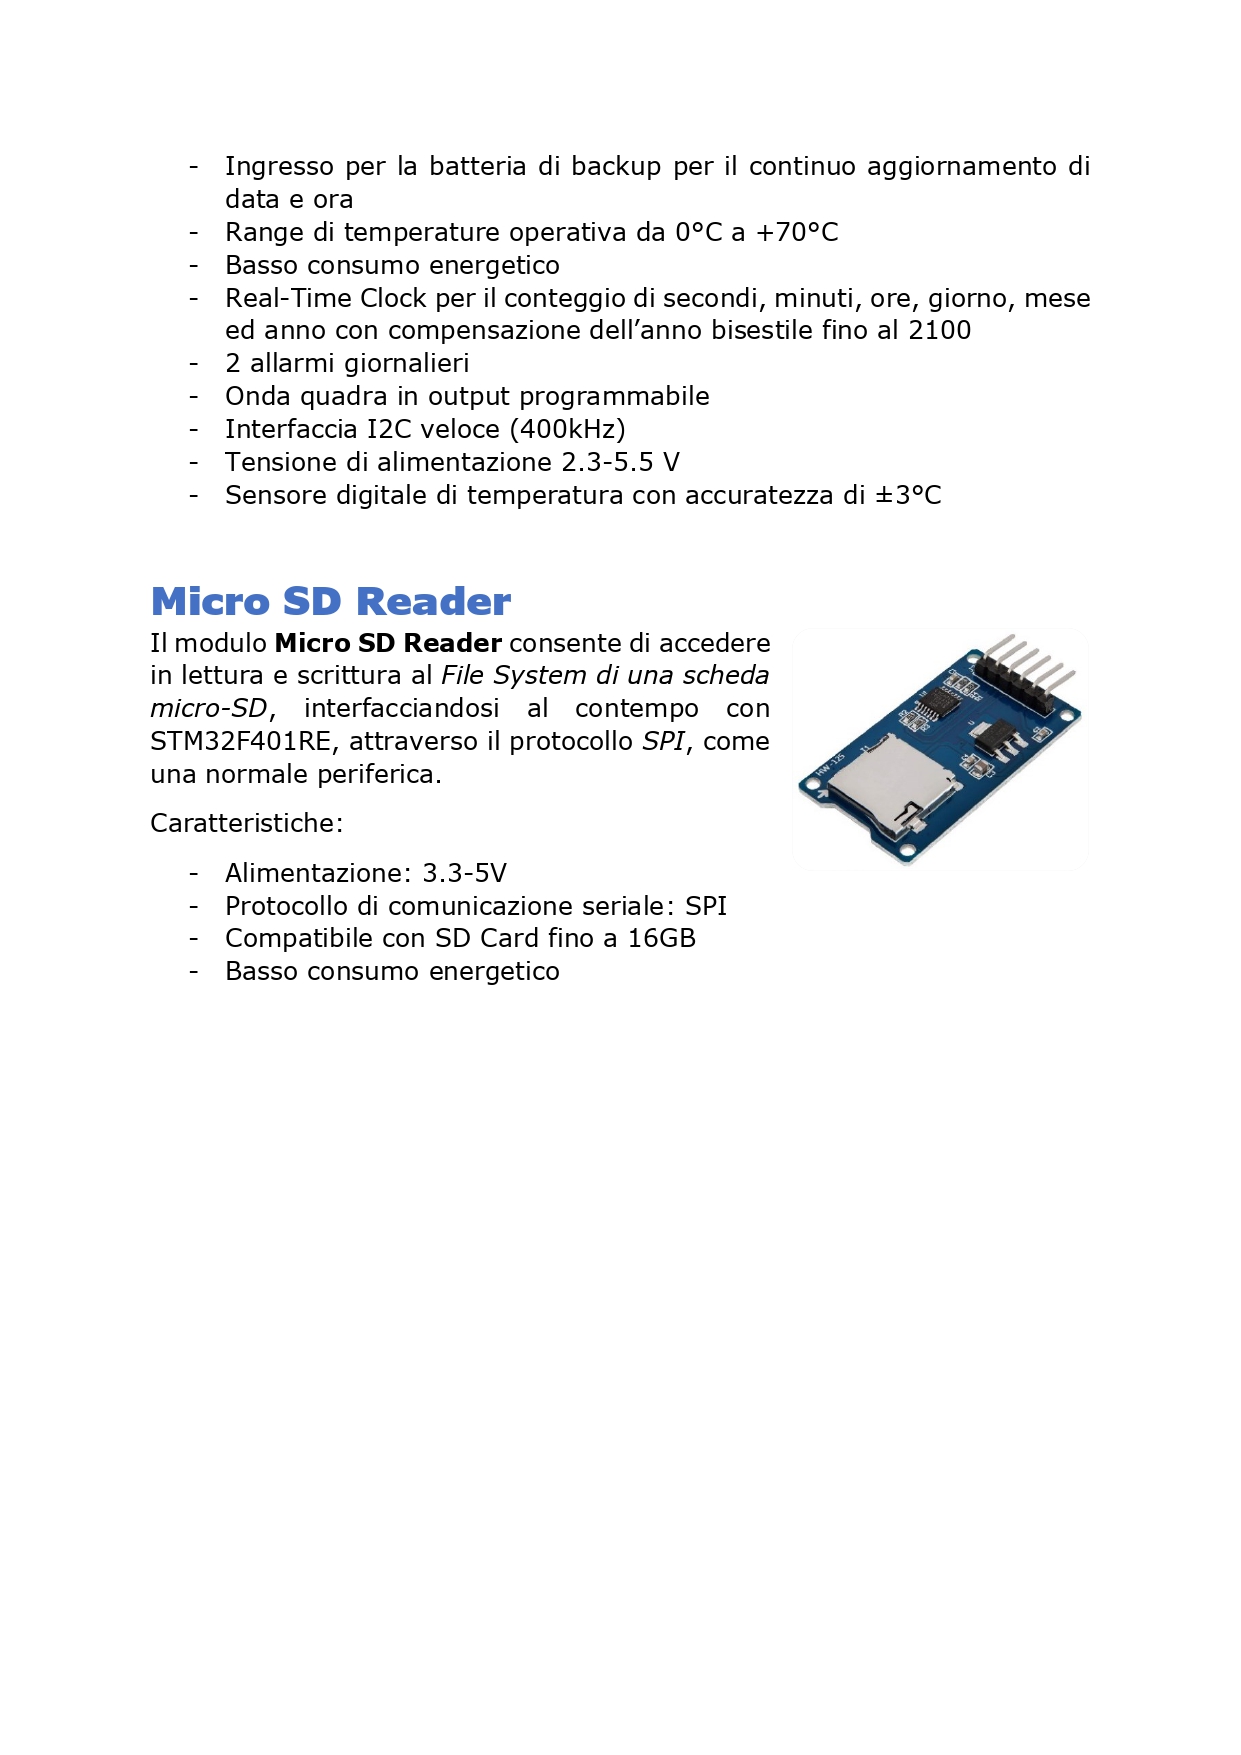 - Ingresso per la batteria di backup per il continuo aggiornamento di
data e ora
- Range di temperature operativa da 0°C a +70°C
- Basso consumo energetico
- Real-Time Clock per il conteggio di secondi, minuti, ore, giorno, mese
ed anno con compensazione dell’anno bisestile fino al 2100
- 2 allarmi giornalieri
- Onda quadra in output programmabile
- Interfaccia I2C veloce (400kHz)
- Tensione di alimentazione 2.3-5.5 V
- Sensore digitale di temperatura con accuratezza di ±3°C
Micro SD Reader
Il modulo Micro SD Reader consente di accedere
in lettura e scrittura al File System di una scheda
micro-SD, interfacciandosi al contempo con
STM32F401RE, attraverso il protocollo SPI, come
una normale periferica.
HW-125
Caratteristiche:
- Alimentazione: 3.3-5V
- Protocollo di comunicazione seriale: SPI
- Compatibile con SD Card fino a 16GB
- Basso consumo energetico